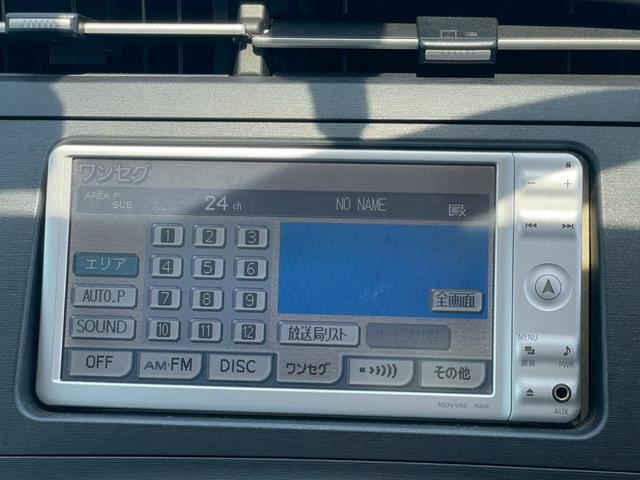 ワンセグ
AREA P
SUB
24 ch
NO NAME
1 2 3
エリア
4 5 6
AUTO.P
7 8 9
全画面
SOUND
10 11 12
放送局リスト
サービス切替
OFF
AM•FM
DISC
ワンセグ
その他
NSDN-W60 76046
− +
MENU
画質
PWR
AUX